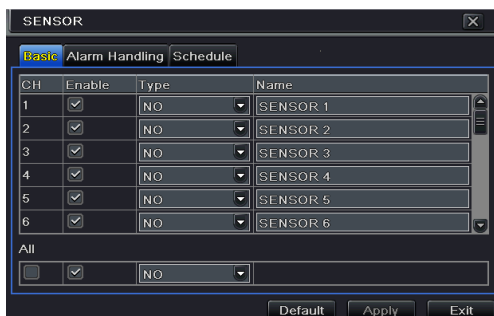 SENSOR
Basic Alarm Handling Schedule
CH Enable Type Name
1 NO SENSOR 1
2 NO SENSOR 2
3 NO SENSOR 3
4 NO SENSOR 4
5 NO SENSOR 5
6 NO SENSOR 6
All
NO
Default Apply Exit